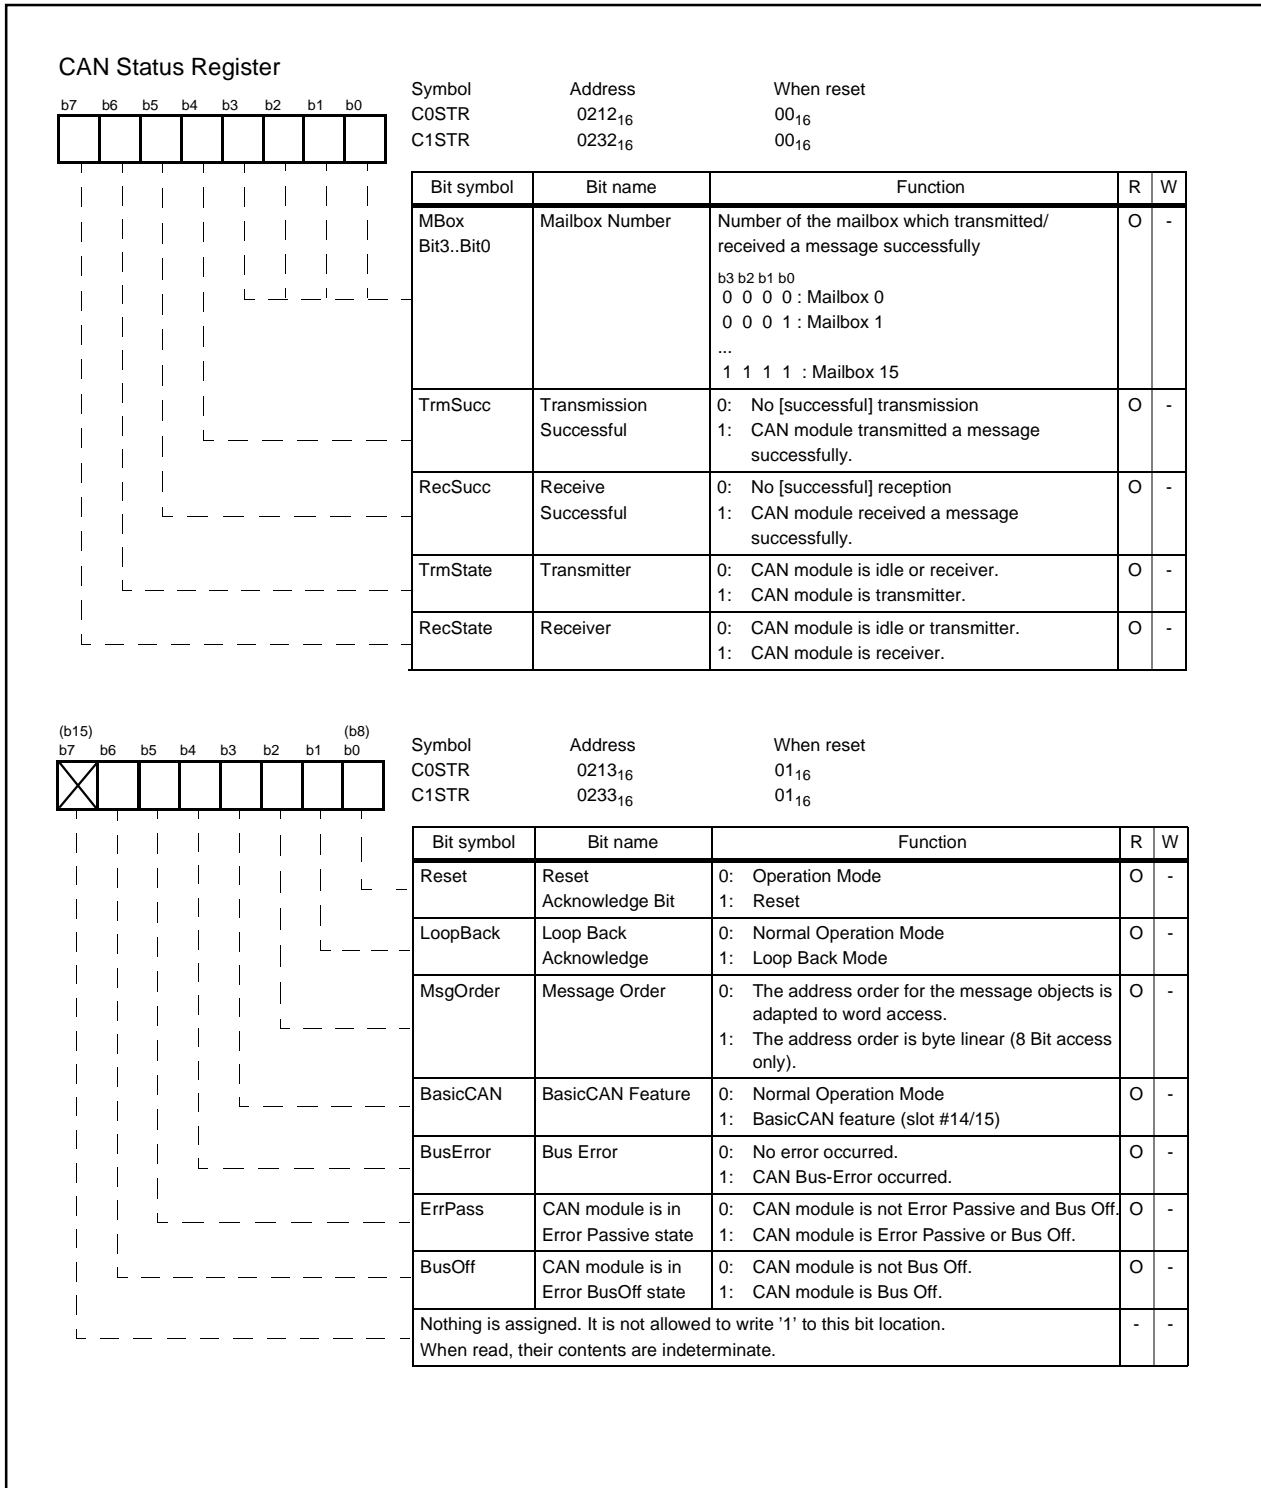 CAN Status Register
b7 b6 b5 b4 b3 b2 b1 b0
Symbol Address When reset
C0STR 0212₁₆ 00₁₆
C1STR 0232₁₆ 00₁₆
Bit symbol Bit name Function R W
MBox Mailbox Number Number of the mailbox which transmitted/ O -
Bit3..Bit0 received a message successfully
b3 b2 b1 b0
0 0 0 0 : Mailbox 0
0 0 0 1 : Mailbox 1
...
1 1 1 1 : Mailbox 15
TrmSucc Transmission 0: No [successful] transmission O -
Successful 1: CAN module transmitted a message
successfully.
RecSucc Receive 0: No [successful] reception O -
Successful 1: CAN module received a message
successfully.
TrmState Transmitter 0: CAN module is idle or receiver. O -
1: CAN module is transmitter.
RecState Receiver 0: CAN module is idle or transmitter. O -
1: CAN module is receiver.
(b15) (b8)
b7 b6 b5 b4 b3 b2 b1 b0
Symbol Address When reset
C0STR 0213₁₆ 01₁₆
C1STR 0233₁₆ 01₁₆
Bit symbol Bit name Function R W
Reset Reset 0: Operation Mode O -
Acknowledge Bit 1: Reset
LoopBack Loop Back 0: Normal Operation Mode O -
Acknowledge 1: Loop Back Mode
MsgOrder Message Order 0: The address order for the message objects is O -
adapted to word access.
1: The address order is byte linear (8 Bit access
only).
BasicCAN BasicCAN Feature 0: Normal Operation Mode O -
1: BasicCAN feature (slot #14/15)
BusError Bus Error 0: No error occurred. O -
1: CAN Bus-Error occurred.
ErrPass CAN module is in 0: CAN module is not Error Passive and Bus Off. O -
Error Passive state 1: CAN module is Error Passive or Bus Off.
BusOff CAN module is in 0: CAN module is not Bus Off. O -
Error BusOff state 1: CAN module is Bus Off.
Nothing is assigned. It is not allowed to write '1' to this bit location. - -
When read, their contents are indeterminate.